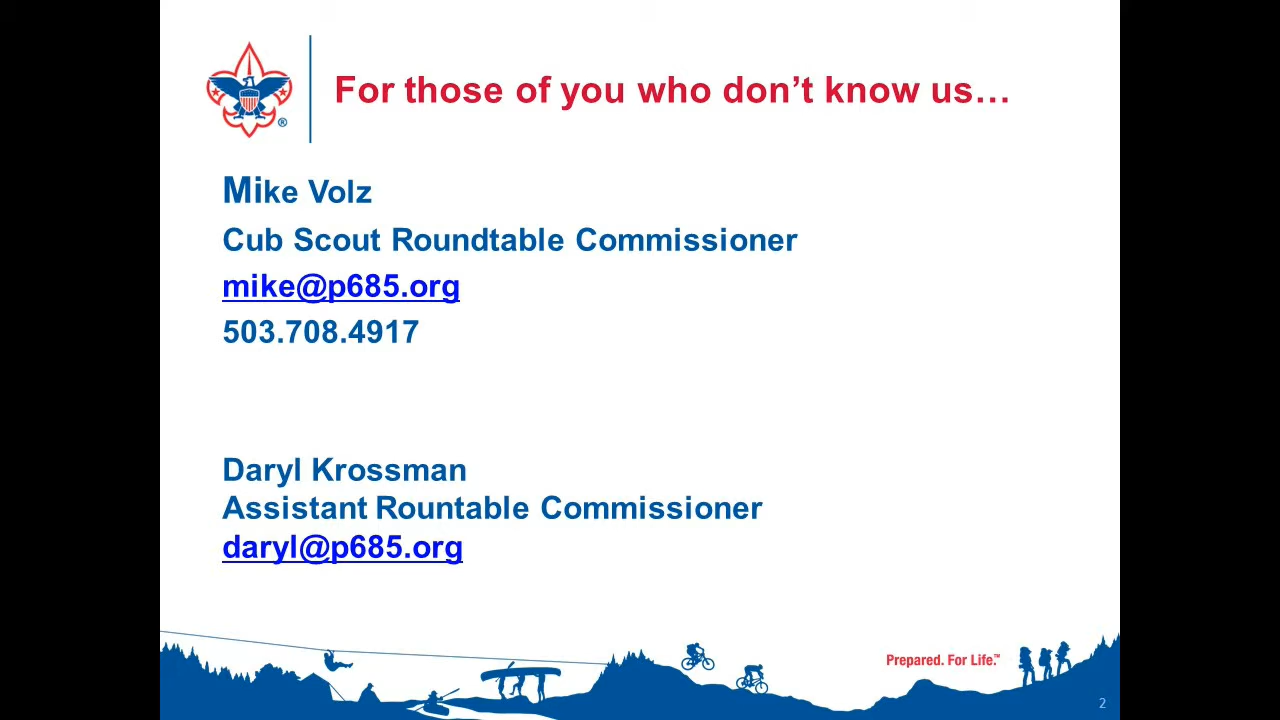 For those of you who don’t know us…
Mike Volz
Cub Scout Roundtable Commissioner
mike@p685.org
503.708.4917
Daryl Krossman
Assistant Rountable Commissioner
daryl@p685.org
Prepared. For Life.™
2